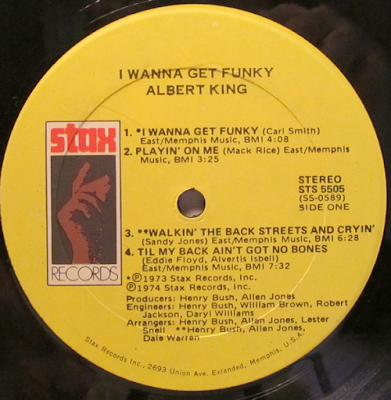 I WANNA GET FUNKY
ALBERT KING
stax
RECORDS
1. *I WANNA GET FUNKY (Carl Smith)
East/Memphis Music, BMI 4:08
2. PLAYIN' ON ME (Mack Rice) East/Memphis
Music, BMI 3:25
STEREO
STS 5505
(SS-0589)
SIDE ONE
3. **WALKIN' THE BACK STREETS AND CRYIN'
(Sandy Jones) East/Memphis Music, BMI 6:28
4. TIL MY BACK AIN'T GOT NO BONES
(Eddie Floyd, Alvertis Isbell)
East/Memphis Music, BMI 7:32
*℗1973 Stax Records, Inc.
℗1974 Stax Records, Inc.
Producers: Henry Bush, Allen Jones
Engineers: Henry Bush, William Brown, Robert
Jackson, Daryl Williams
Arrangers: Henry Bush, Allen Jones, Lester
Snell **Henry Bush, Allen Jones,
Dale Warren
Stax Records Inc., 2693 Union Ave. Extended, Memphis, U.S.A.